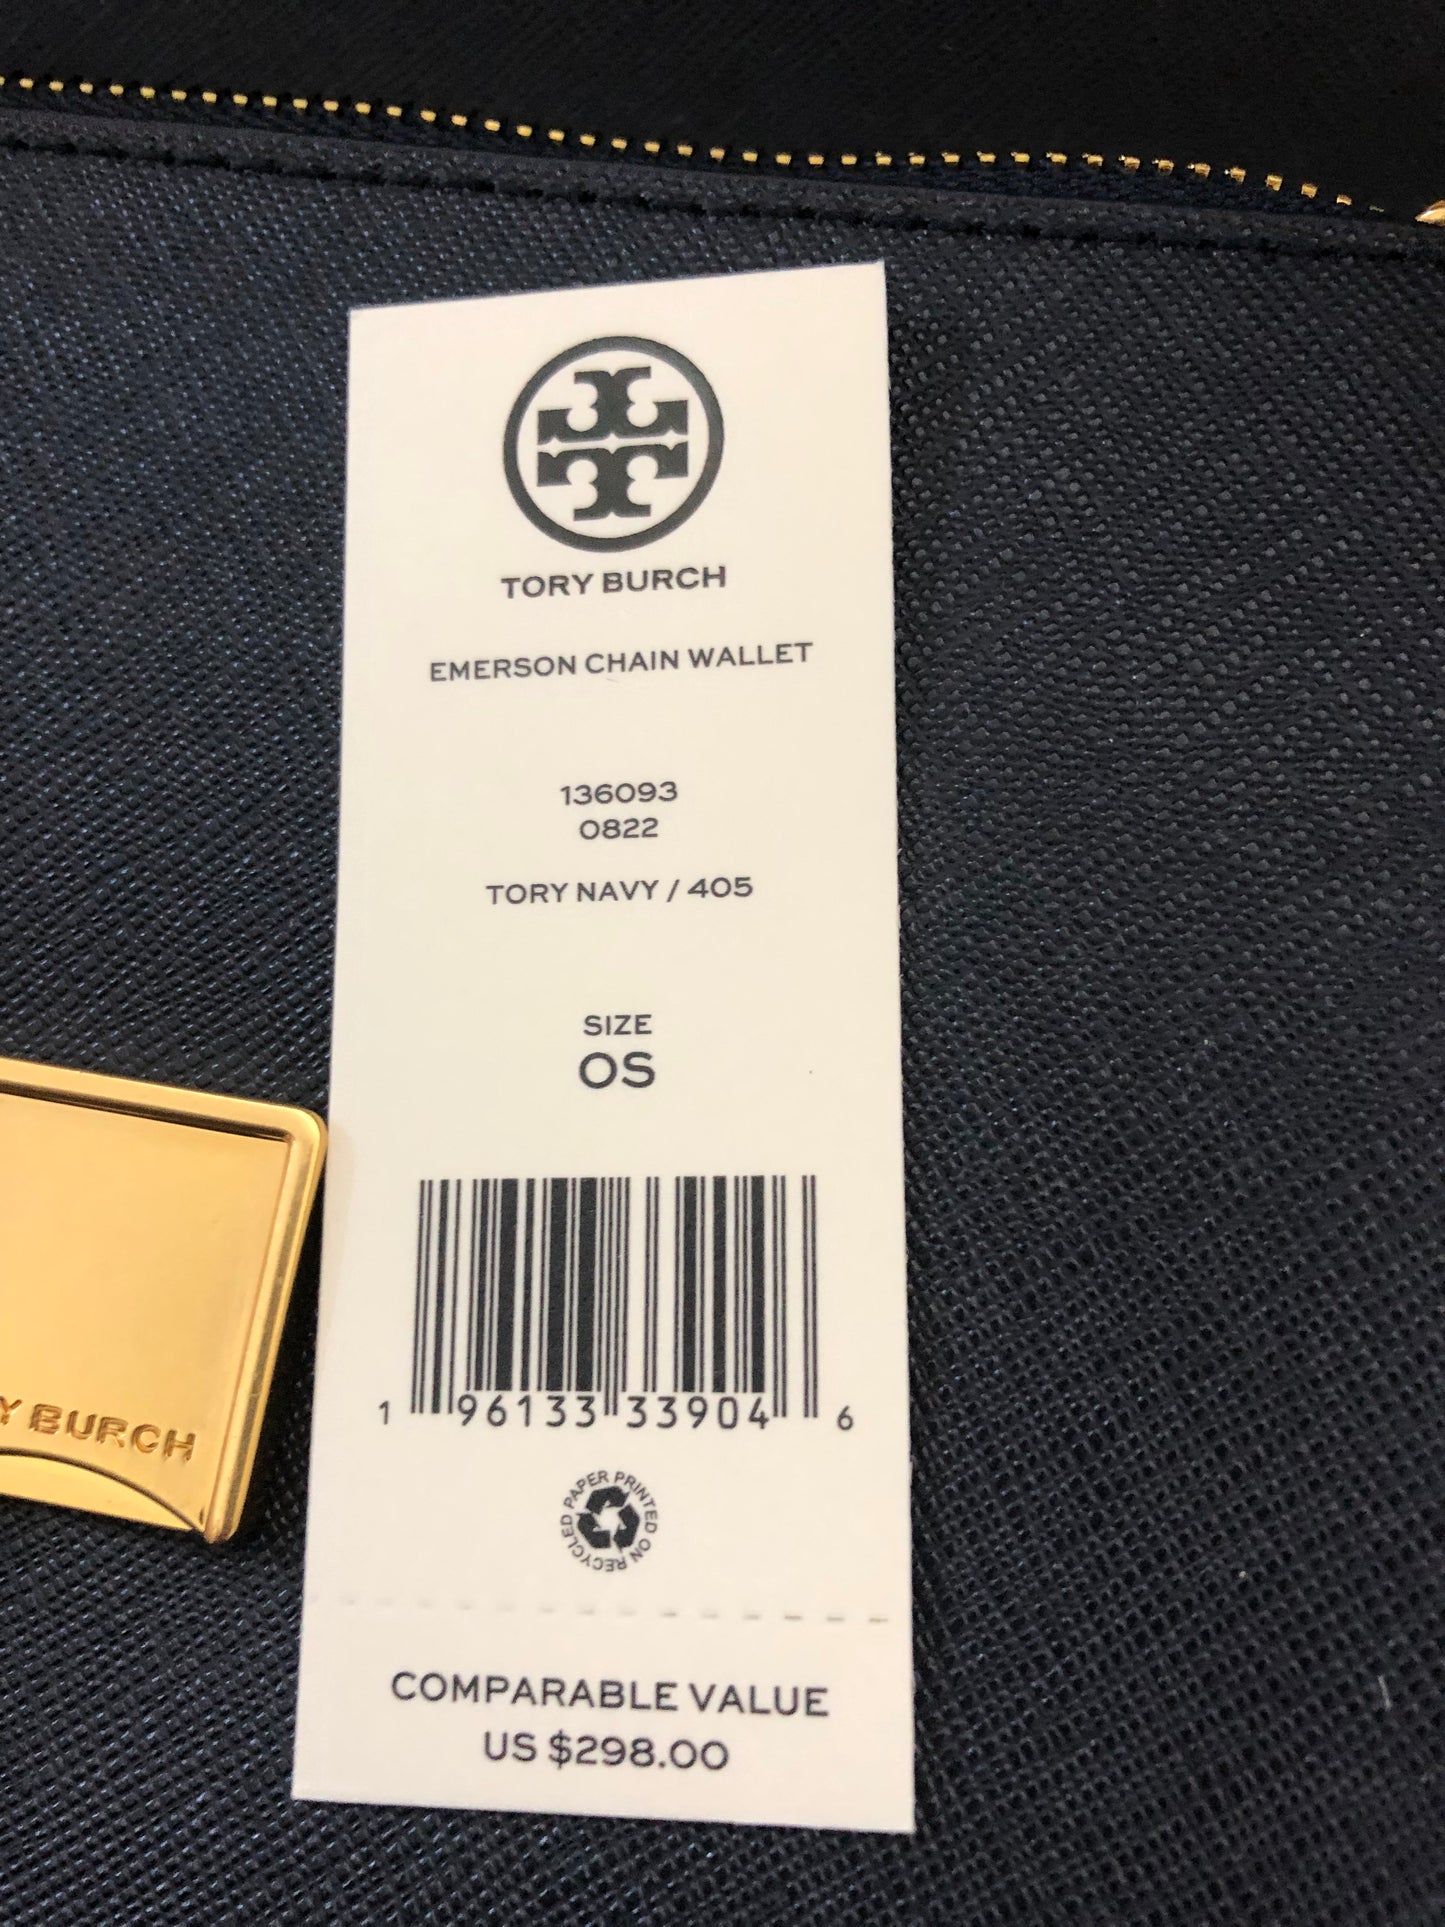 TORY BURCH
EMERSON CHAIN WALLET
136093
0822
TORY NAVY / 405
SIZE
OS
1 96133 33904 6
PAPER PRINTED ON RECYCLED
COMPARABLE VALUE
US $298.00
Y BURCH